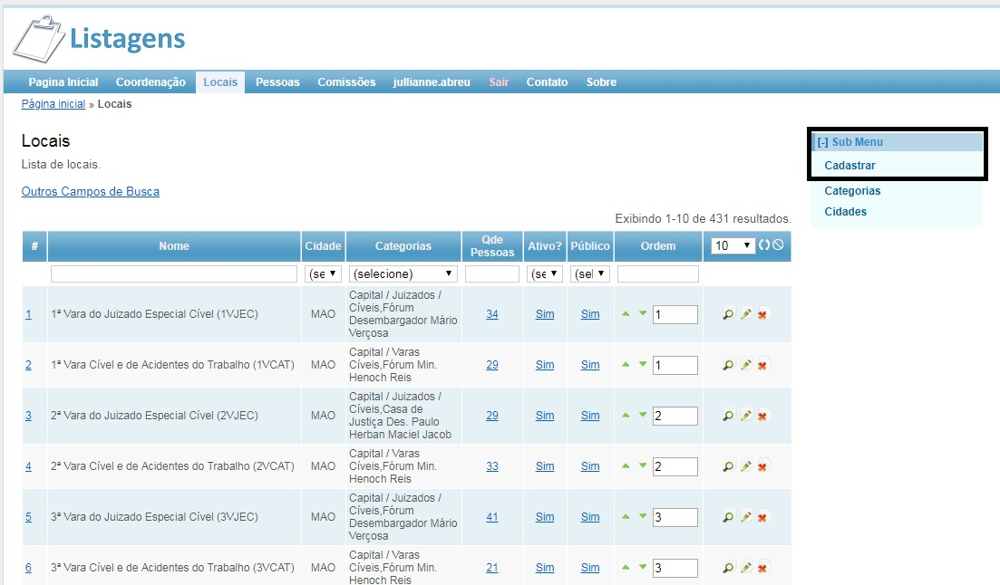 Listagens
Pagina Inicial Coordenação Locais Pessoas Comissões jullianne.abreu Sair Contato Sobre
Página inicial » Locais
Locais
Lista de locais.
Outros Campos de Busca
[-] Sub Menu
Cadastrar
Categorias
Cidades
Exibindo 1-10 de 431 resultados.
# Nome Cidade Categorias Qde Pessoas Ativo? Público Ordem 10
(se (selecione) (se (sel
1 1ª Vara do Juizado Especial Cível (1VJEC) MAO Capital / Juizados / 34 Sim Sim 1
Cíveis,Fórum
Desembargador Mário
Verçosa
2 1ª Vara Cível e de Acidentes do Trabalho (1VCAT) MAO Capital / Varas 29 Sim Sim 1
Cíveis,Fórum Min.
Henoch Reis
3 2ª Vara do Juizado Especial Cível (2VJEC) MAO Capital / Juizados / 29 Sim Sim 2
Cíveis,Casa de
Justiça Des. Paulo
Herban Maciel Jacob
4 2ª Vara Cível e de Acidentes do Trabalho (2VCAT) MAO Capital / Varas 33 Sim Sim 2
Cíveis,Fórum Min.
Henoch Reis
5 3ª Vara do Juizado Especial Cível (3VJEC) MAO Capital / Juizados / 41 Sim Sim 3
Cíveis,Fórum
Desembargador Mário
Verçosa
6 3ª Vara Cível e de Acidentes do Trabalho (3VCAT) MAO Capital / Varas 21 Sim Sim 3
Cíveis,Fórum Min.
Henoch Reis